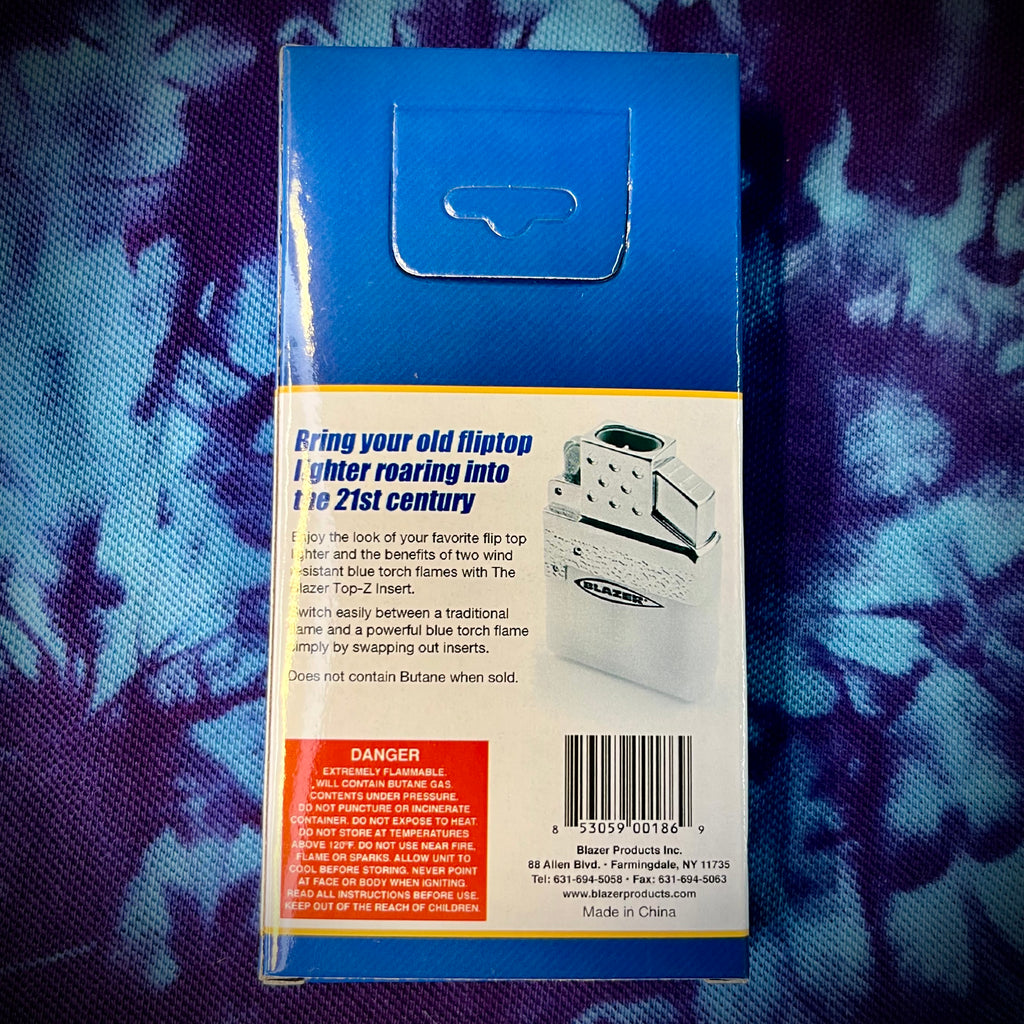 Bring your old fliptop
lighter roaring into
the 21st century
Enjoy the look of your favorite flip top
lighter and the benefits of two wind
resistant blue torch flames with The
Blazer Top-Z Insert.
Switch easily between a traditional
flame and a powerful blue torch flame
simply by swapping out inserts.
Does not contain Butane when sold.
BLAZER
DANGER
EXTREMELY FLAMMABLE.
WILL CONTAIN BUTANE GAS.
CONTENTS UNDER PRESSURE.
DO NOT PUNCTURE OR INCINERATE
CONTAINER. DO NOT EXPOSE TO HEAT.
DO NOT STORE AT TEMPERATURES
ABOVE 120°F. DO NOT USE NEAR FIRE,
FLAME OR SPARKS. ALLOW UNIT TO
COOL BEFORE STORING. NEVER POINT
AT FACE OR BODY WHEN IGNITING.
READ ALL INSTRUCTIONS BEFORE USE.
KEEP OUT OF THE REACH OF CHILDREN.
8 53059 00186 9
Blazer Products Inc.
88 Allen Blvd. • Farmingdale, NY 11735
Tel: 631-694-5058 • Fax: 631-694-5063
www.blazerproducts.com
Made in China